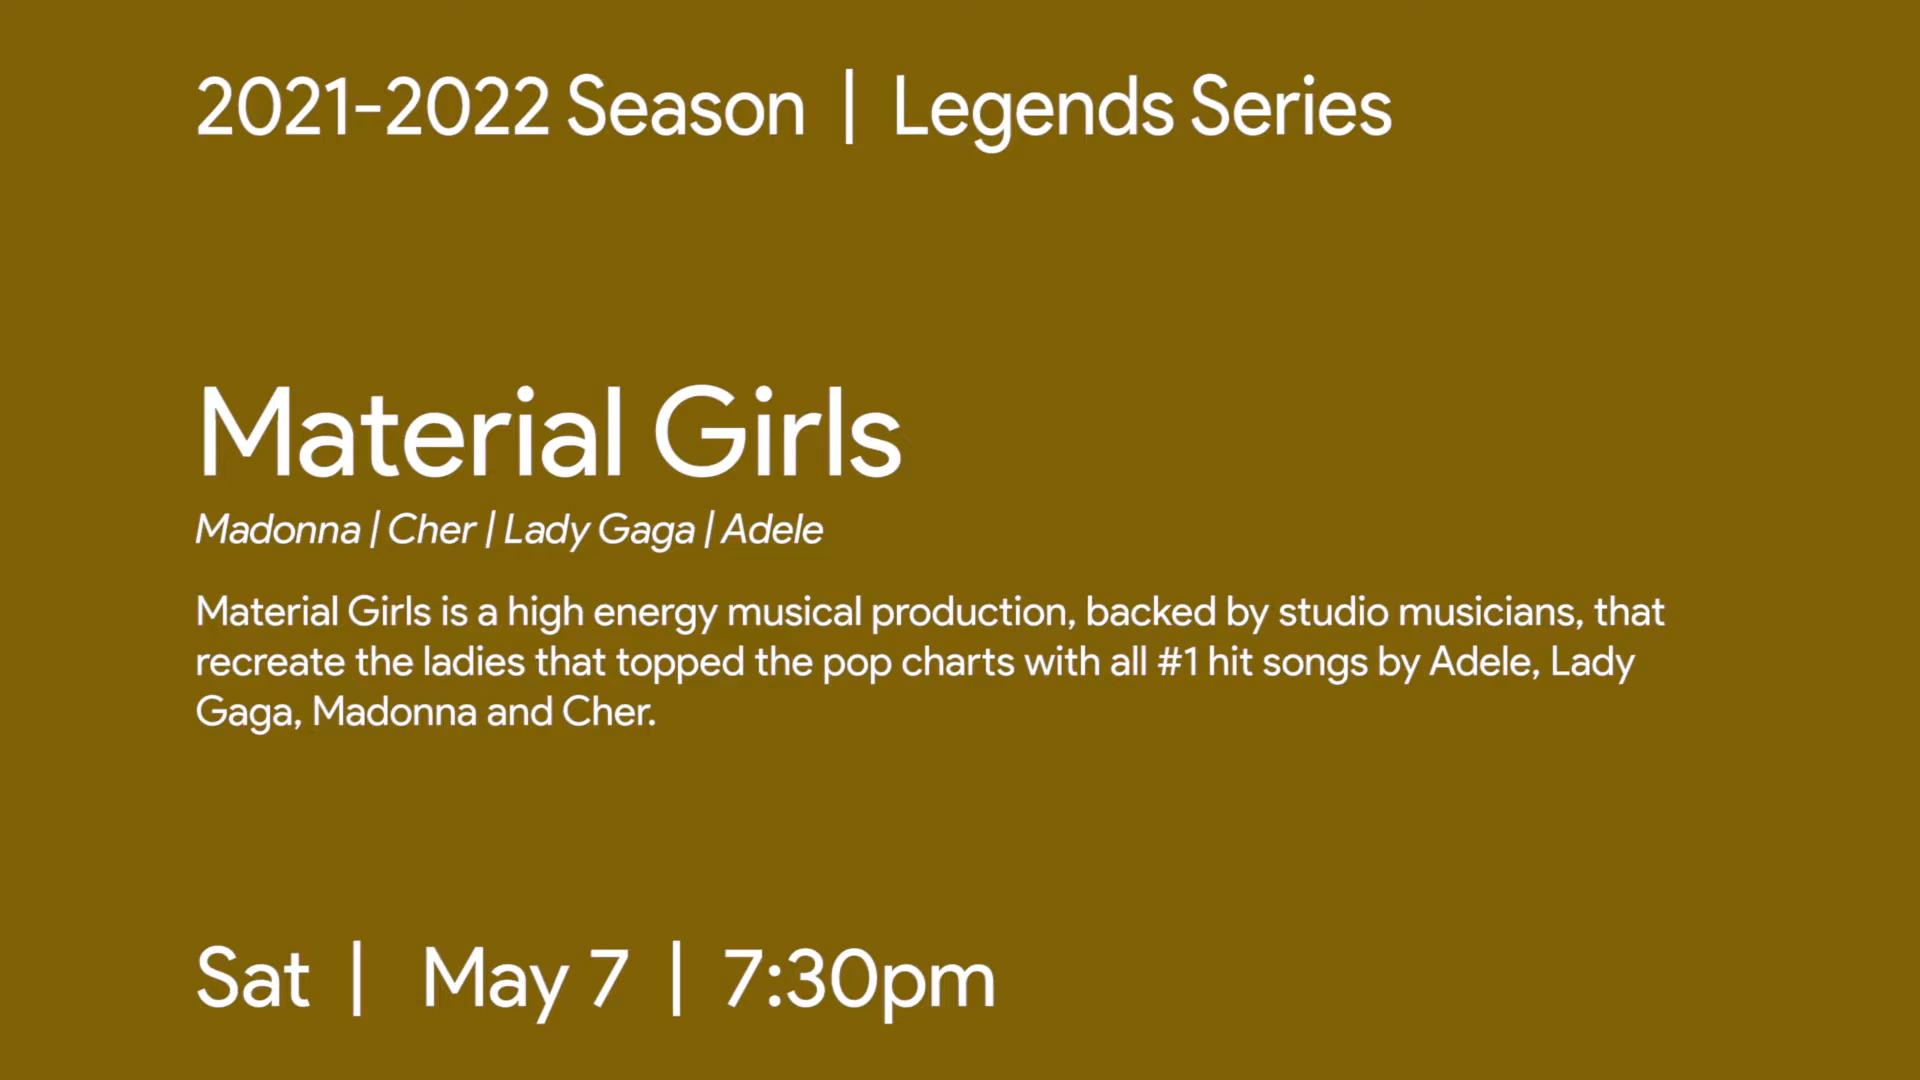 2021-2022 Season | Legends Series
Material Girls
Madonna | Cher | Lady Gaga | Adele
Material Girls is a high energy musical production, backed by studio musicians, that
recreate the ladies that topped the pop charts with all #1 hit songs by Adele, Lady
Gaga, Madonna and Cher.
Sat | May 7 | 7:30pm